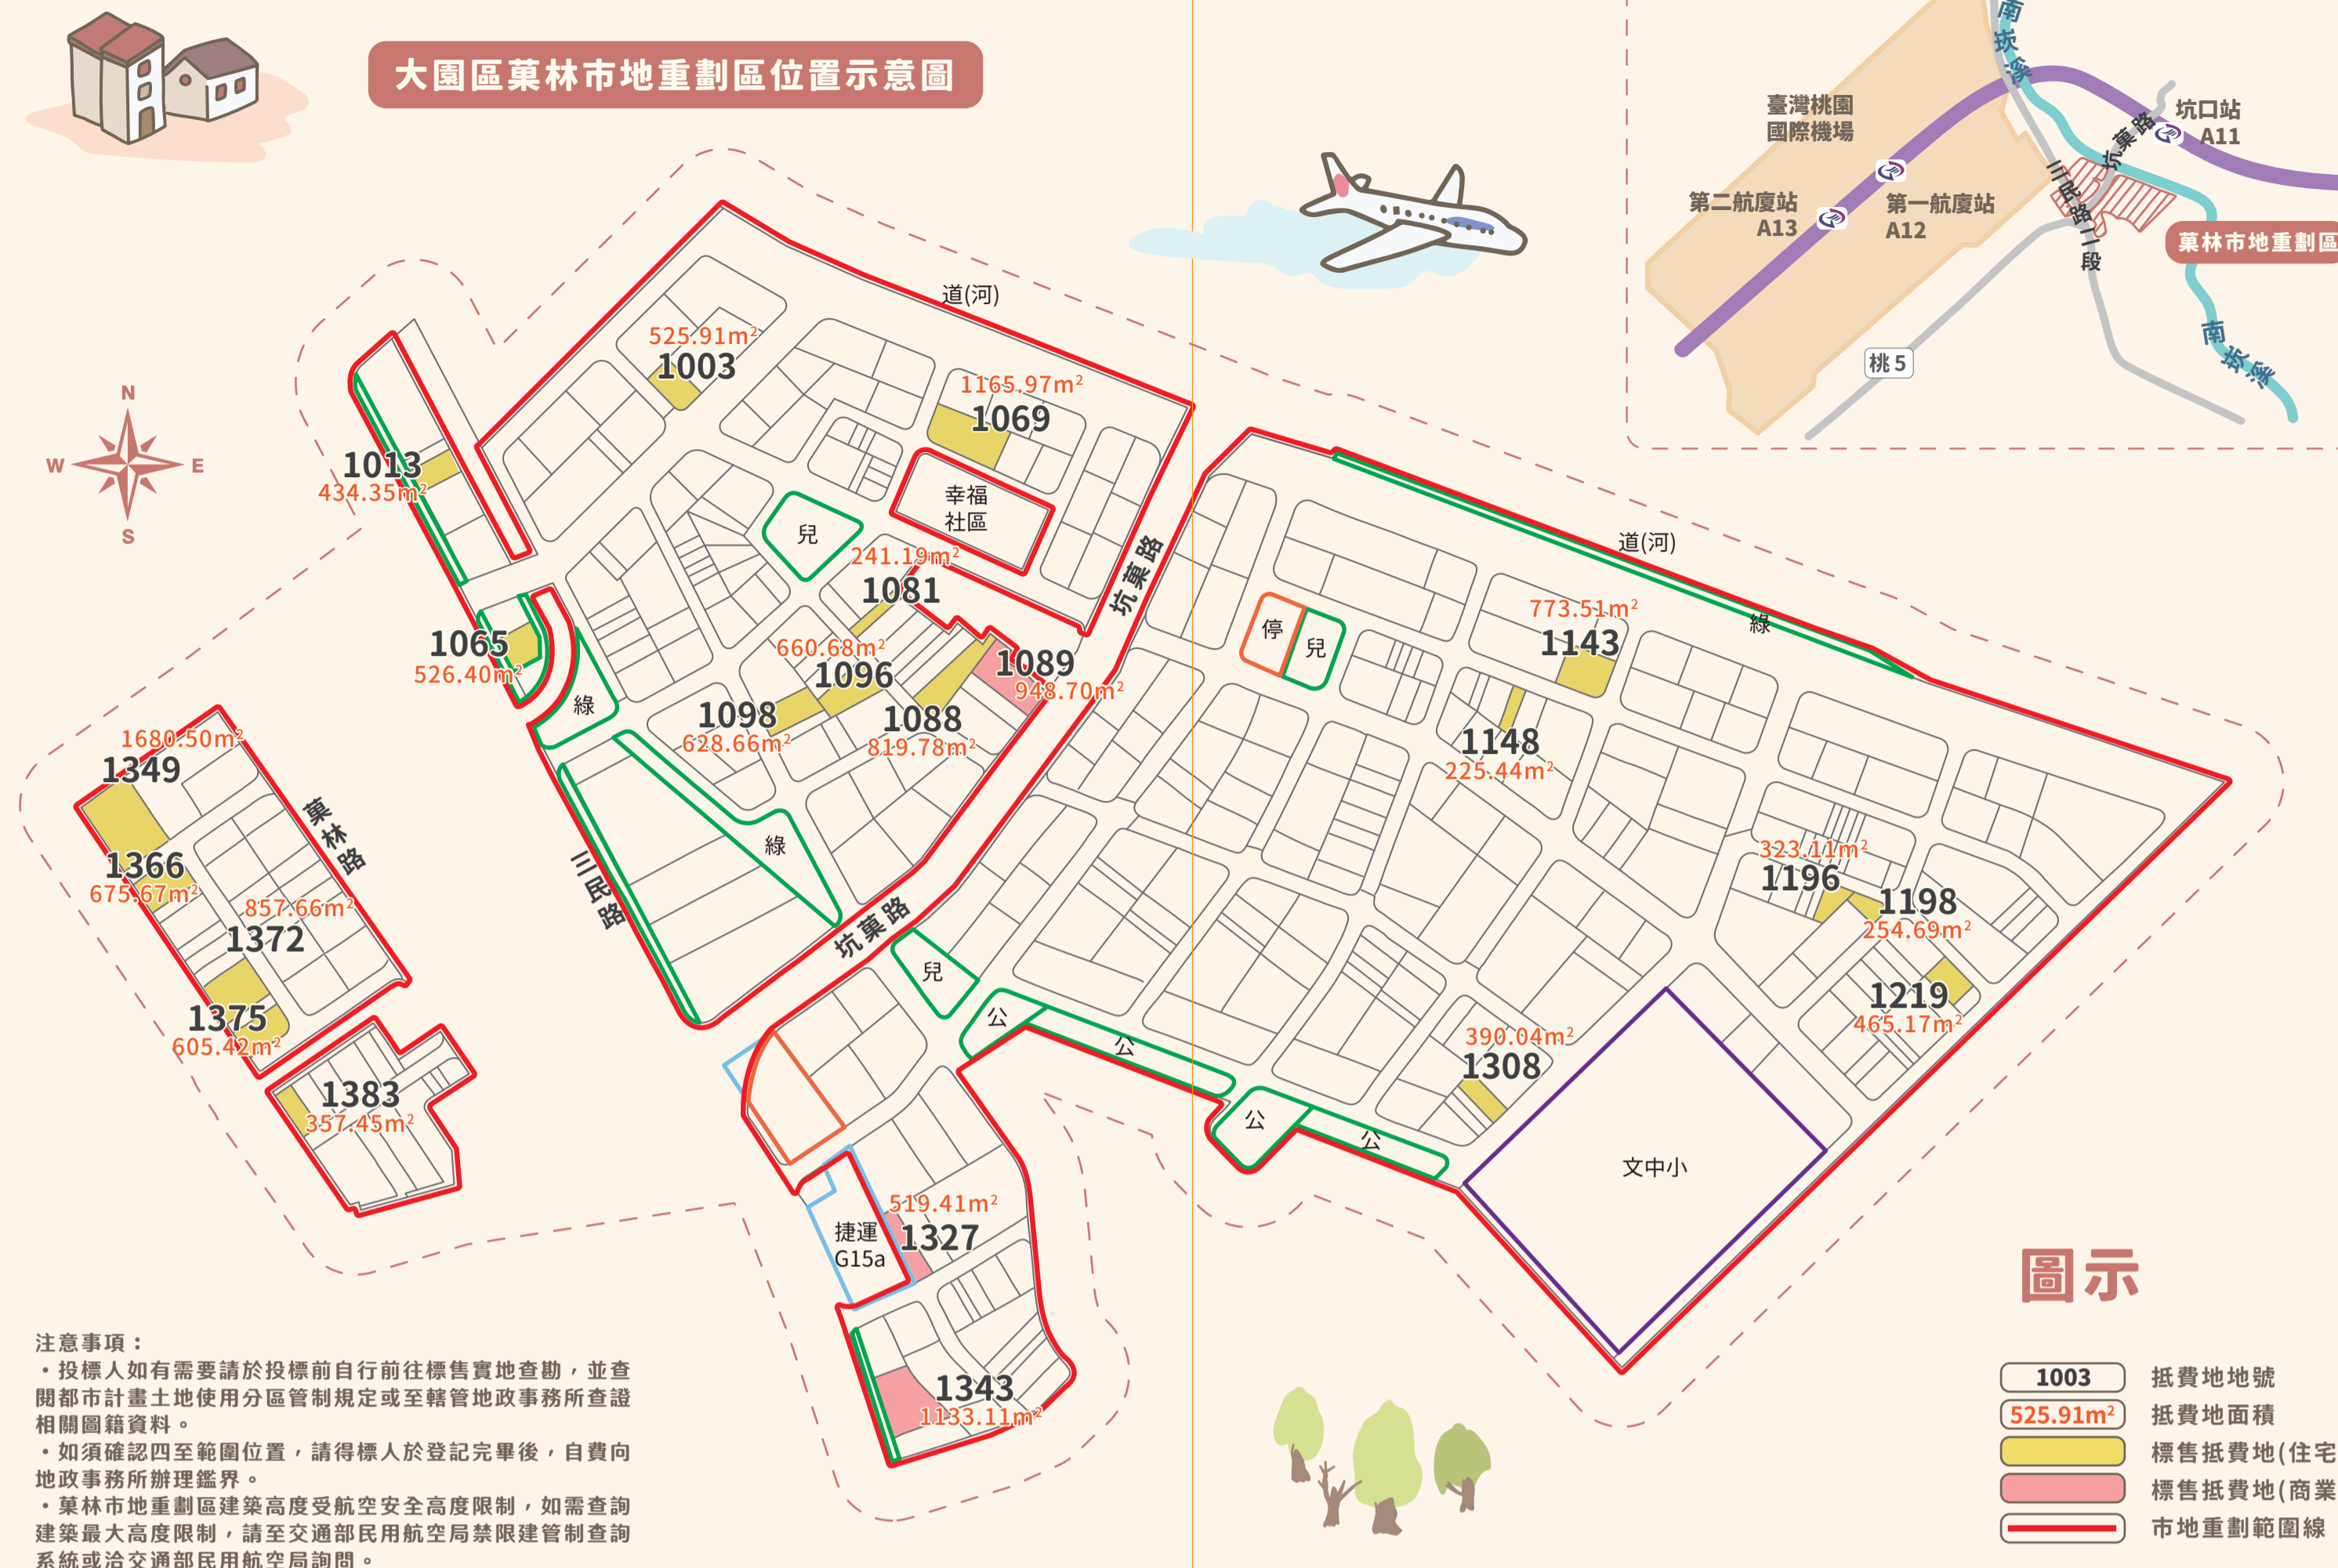 大園區菓林市地重劃區位置示意圖
南崁溪
臺灣桃園
國際機場
坑口站
A11
坑菓路
三民路二段
第二航廈站
A13
第一航廈站
A12
菓林市地重劃區
南崁溪
桃5
N
W
E
S
道(河)
525.91m²
1003
1165.97m²
1069
1013
434.35m²
幸福
社區
兒
241.19m²
1081
坑菓路
道(河)
綠
停
兒
773.51m²
1143
1065
526.40m²
綠
660.68m²
1096
1089
948.70m²
1098
628.66m²
1088
819.78m²
1148
225.44m²
1680.50m²
1349
菓林路
1366
675.67m²
857.66m²
1372
1375
605.42m²
三民路
綠
坑菓路
323.11m²
1196
1198
254.69m²
1219
465.17m²
兒
公
公
公
公
390.04m²
1308
1383
357.45m²
文中小
519.41m²
1327
捷運
G15a
1343
1133.11m²
注意事項：
・投標人如有需要請於投標前自行前往標售實地查勘，並查
閱都市計畫土地使用分區管制規定或至轄管地政事務所查證
相關圖籍資料。
・如須確認四至範圍位置，請得標人於登記完畢後，自費向
地政事務所辦理鑑界。
・菓林市地重劃區建築高度受航空安全高度限制，如需查詢
建築最大高度限制，請至交通部民用航空局禁限建管制查詢
系統或洽交通部民用航空局詢問。
圖示
1003 抵費地地號
525.91m² 抵費地面積
標售抵費地(住宅
標售抵費地(商業
市地重劃範圍線